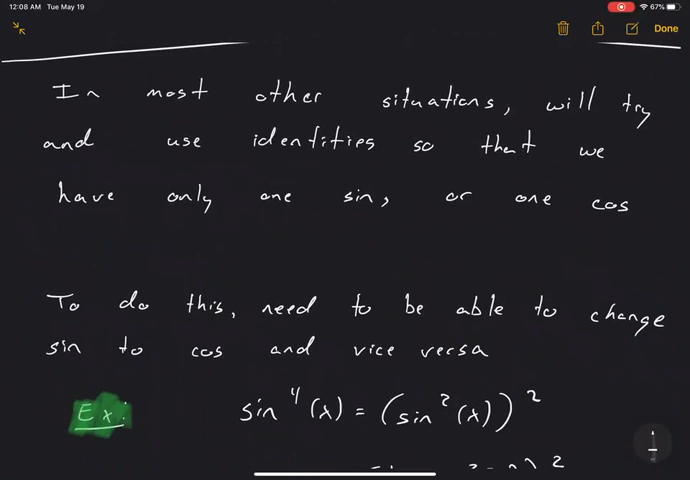 12:08 AM Tue May 19
67%
Done
In most other situations, will try
and use identities so that we
have only one sin, or one cos
To do this, need to be able to change
sin to cos and vice versa
Ex: sin⁴(x) = (sin²(x))²